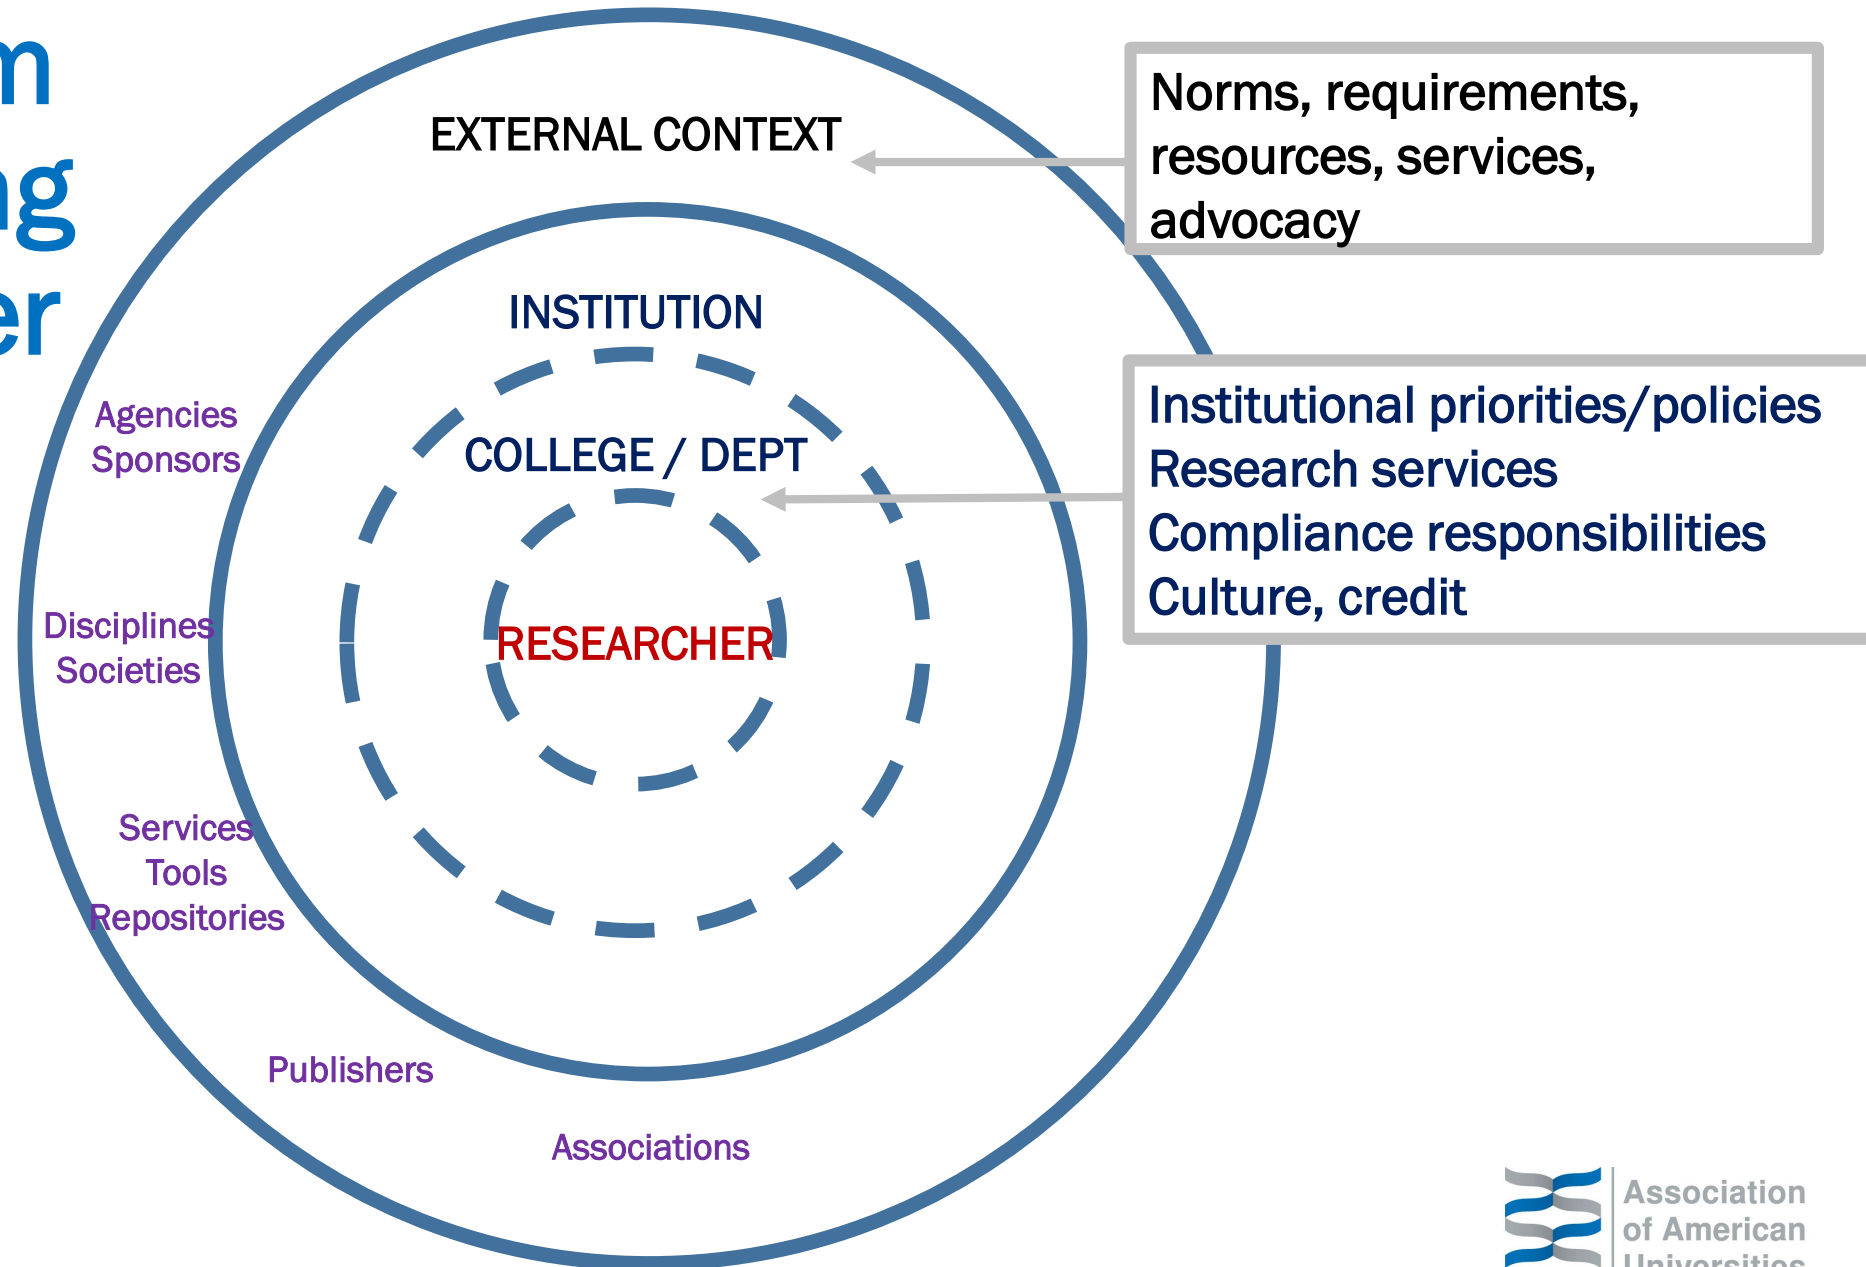 EXTERNAL CONTEXT
Norms, requirements,
resources, services,
advocacy
INSTITUTION
COLLEGE / DEPT
RESEARCHER
Institutional priorities/policies
Research services
Compliance responsibilities
Culture, credit
Agencies
Sponsors
Disciplines
Societies
Services
Tools
Repositories
Publishers
Associations
Association
of American
Universities